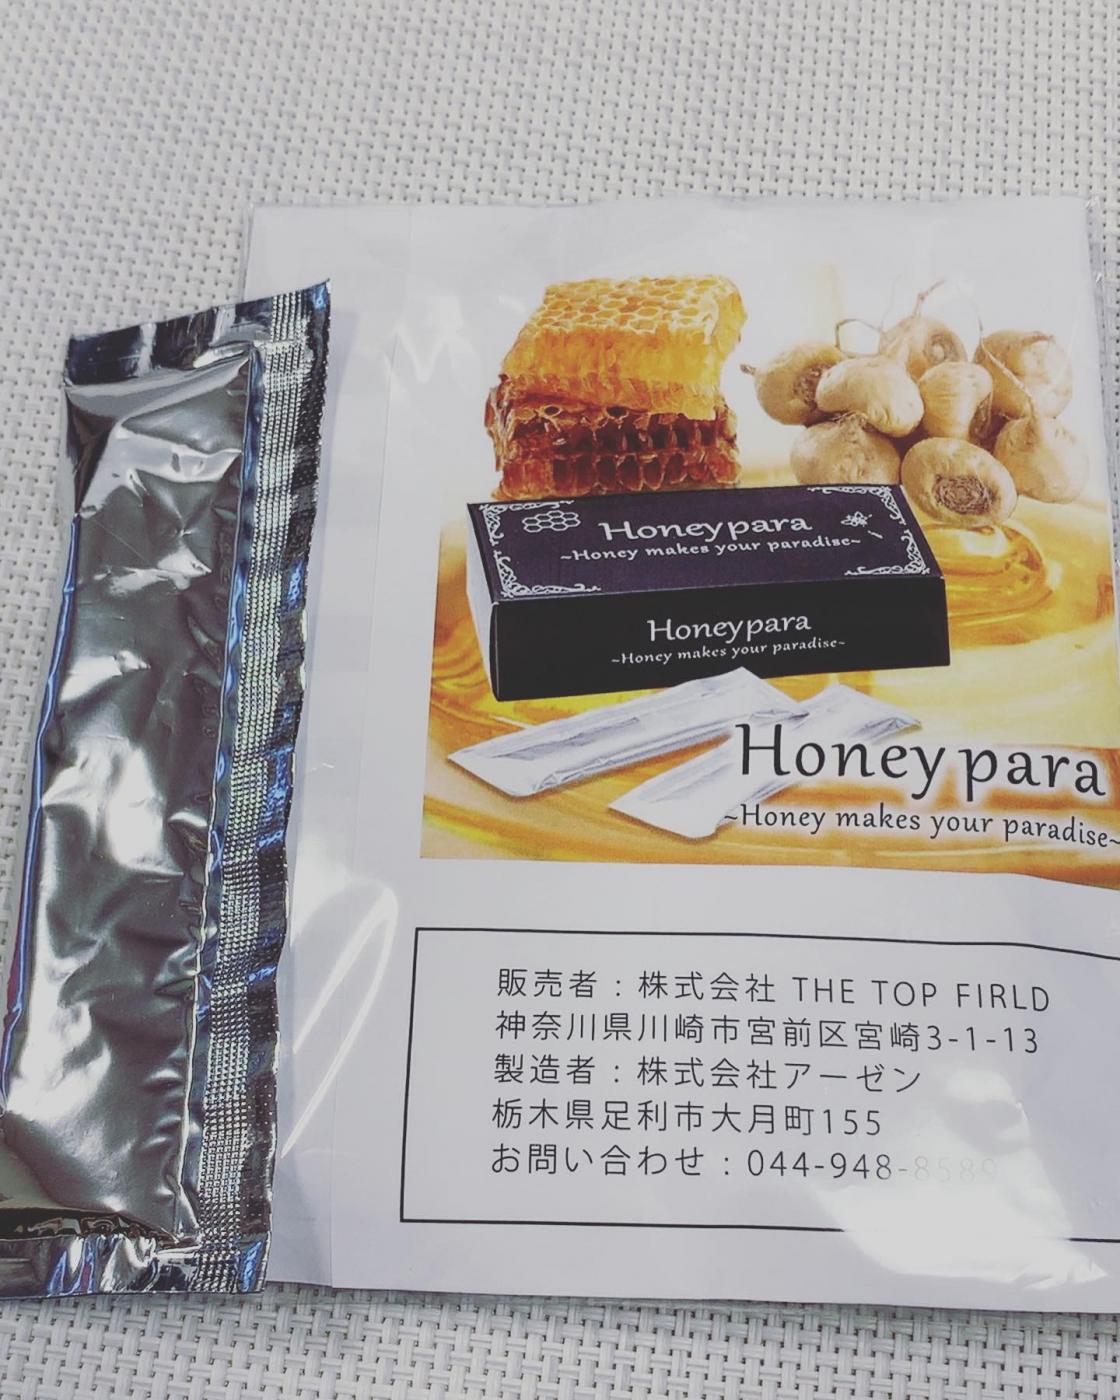 Honeypara
~Honey makes your paradise~
Honeypara
~Honey makes your paradise~
Honey para
~Honey makes your paradise~
販売者：株式会社 THE TOP FIRLD
神奈川県川崎市宮前区宮崎3-1-13
製造者：株式会社アーゼン
栃木県足利市大月町155
お問い合わせ：044-948-8589